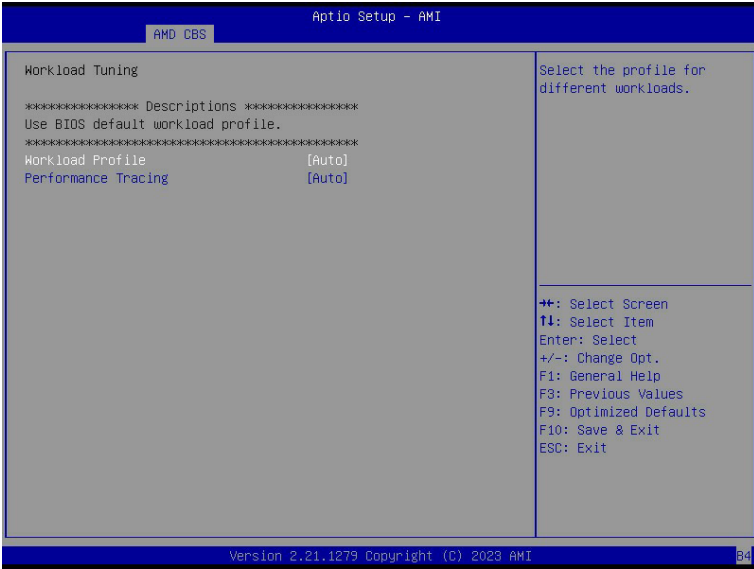 Aptio Setup – AMI
AMD CBS
Workload Tuning
**************** Descriptions ****************
Use BIOS default workload profile.
***********************************************
Workload Profile [Auto]
Performance Tracing [Auto]
Select the profile for
different workloads.
→←: Select Screen
↑↓: Select Item
Enter: Select
+/-: Change Opt.
F1: General Help
F3: Previous Values
F9: Optimized Defaults
F10: Save & Exit
ESC: Exit
Version 2.21.1279 Copyright (C) 2023 AMI
B4